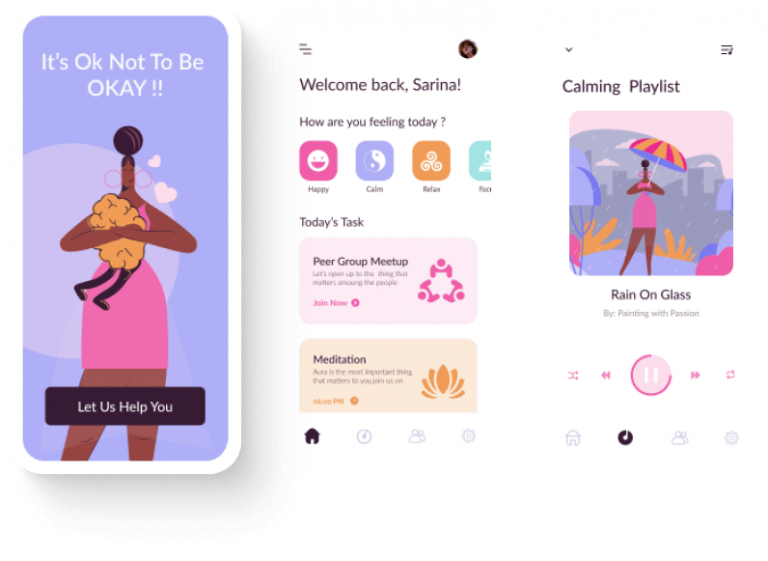 It's Ok Not To Be
OKAY !!
Let Us Help You
Welcome back, Sarina!
How are you feeling today ?
Happy
Calm
Relax
Focu
Today's Task
Peer Group Meetup
Let's open up to the thing that
matters amoung the people
Join Now
Meditation
Aura is the most important thing
that matters to you.join us on
06:00 PM
Calming Playlist
Rain On Glass
By: Painting with Passion